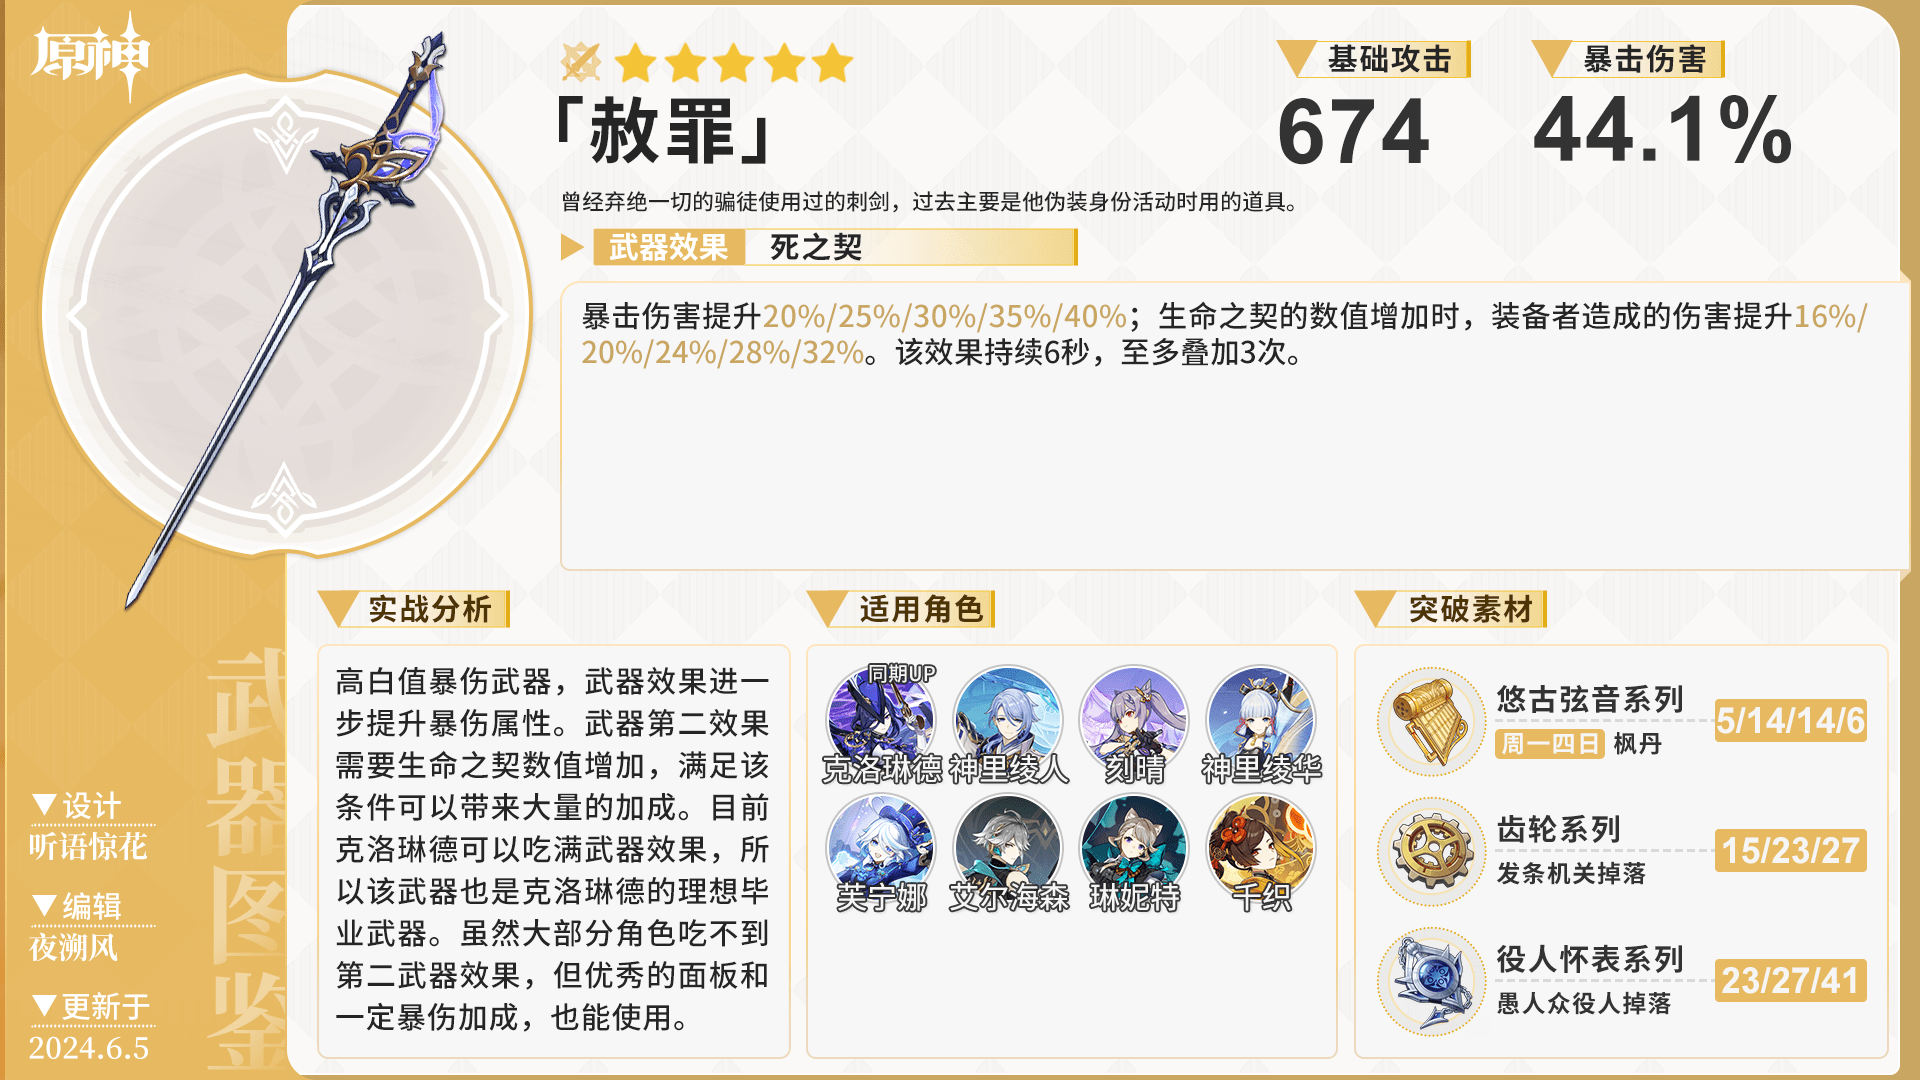 原神
「赦罪」
基础攻击
674
暴击伤害
44.1%
曾经弃绝一切的骗徒使用过的刺剑，过去主要是他伪装身份活动时用的道具。
武器效果 死之契
暴击伤害提升20%/25%/30%/35%/40%；生命之契的数值增加时，装备者造成的伤害提升16%/
20%/24%/28%/32%。该效果持续6秒，至多叠加3次。
武器图鉴
▼设计
听语惊花
▼编辑
夜溯风
▼更新于
2024.6.5
实战分析
高白值暴伤武器，武器效果进一
步提升暴伤属性。武器第二效果
需要生命之契数值增加，满足该
条件可以带来大量的加成。目前
克洛琳德可以吃满武器效果，所
以该武器也是克洛琳德的理想毕
业武器。虽然大部分角色吃不到
第二武器效果，但优秀的面板和
一定暴伤加成，也能使用。
适用角色
同期UP
克洛琳德 神里绫人 刻晴 神里绫华
芙宁娜 艾尔海森 琳妮特 千织
突破素材
悠古弦音系列
周一四日 枫丹
5/14/14/6
齿轮系列
发条机关掉落
15/23/27
役人怀表系列
愚人众役人掉落
23/27/41